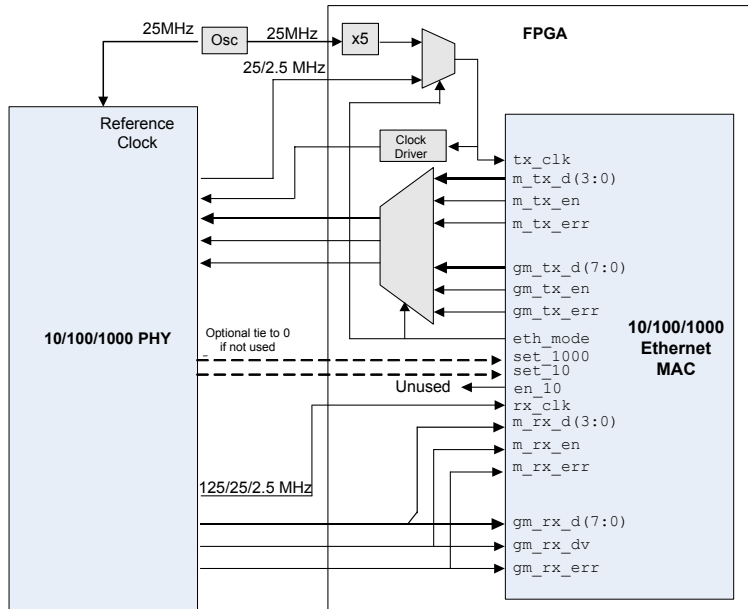 25MHz
Osc
25MHz
x5
FPGA
25/2.5 MHz
Reference
Clock
Clock
Driver
tx_clk
m_tx_d(3:0)
m_tx_en
m_tx_err
gm_tx_d(7:0)
gm_tx_en
gm_tx_err
10/100/1000 PHY
Optional tie to 0
if not used
eth_mode
set_1000
set_10
Unused
en_10
rx_clk
m_rx_d(3:0)
m_rx_en
m_rx_err
10/100/1000
Ethernet
MAC
125/25/2.5 MHz
gm_rx_d(7:0)
gm_rx_dv
gm_rx_err